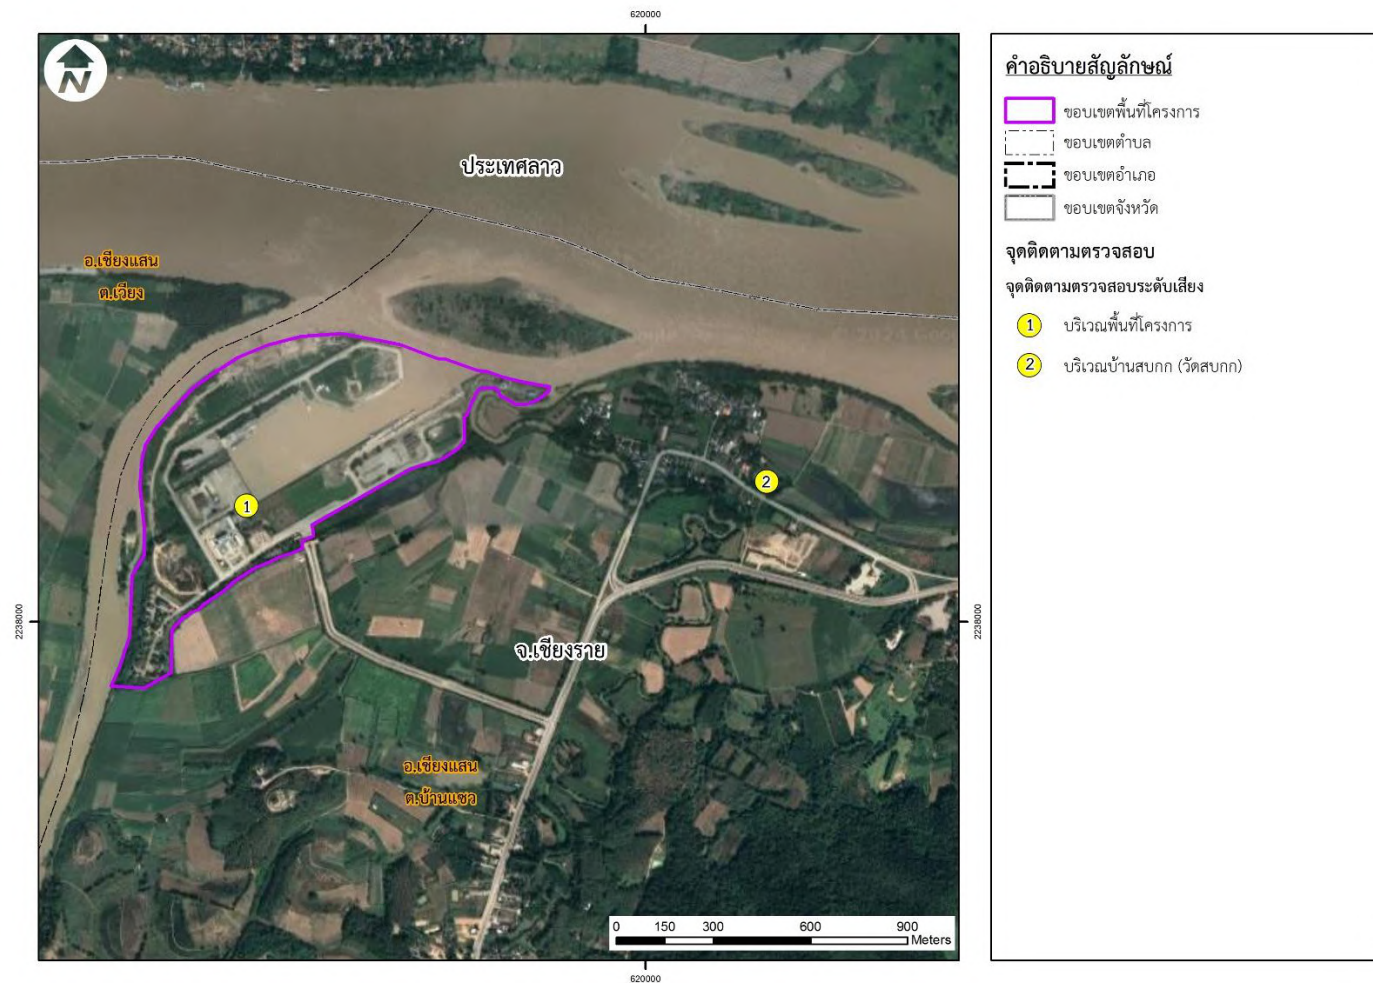 620000
N
ประเทศลาว
อ.เชียงแสน
ต.เวียง
1
2
2238000
2238000
จ.เชียงราย
อ.เชียงแสน
ต.บ้านแซว
0 150 300 600 900
Meters
620000
คำอธิบายสัญลักษณ์
ขอบเขตพื้นที่โครงการ
ขอบเขตตำบล
ขอบเขตอำเภอ
ขอบเขตจังหวัด
จุดติดตามตรวจสอบ
จุดติดตามตรวจสอบระดับเสียง
1 บริเวณพื้นที่โครงการ
2 บริเวณบ้านสบกก (วัดสบกก)